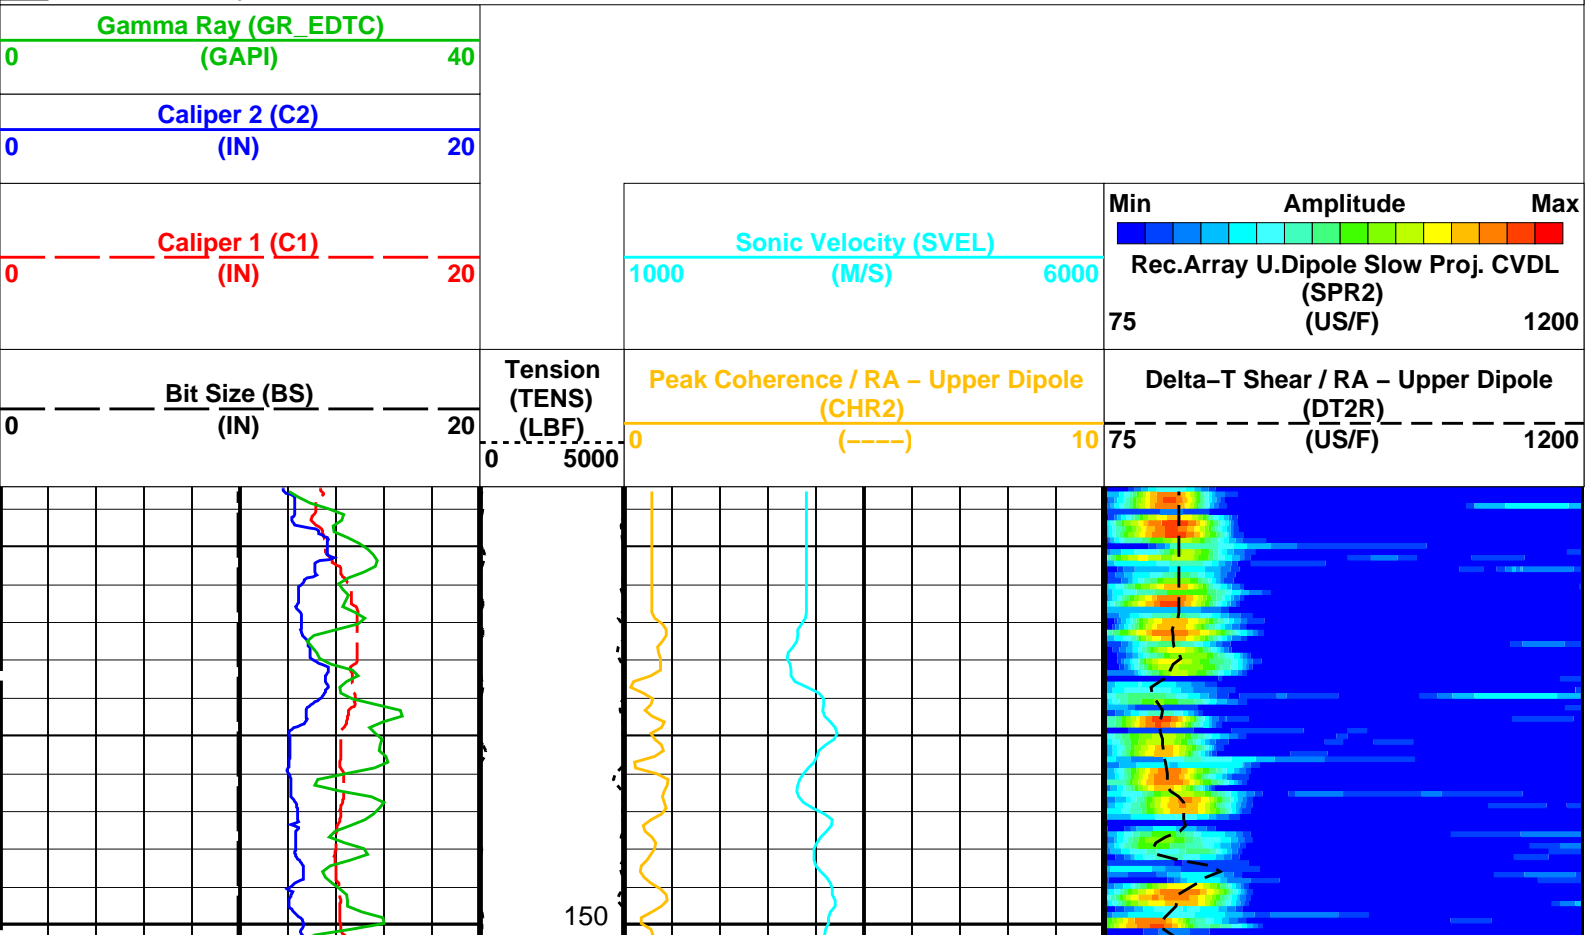 Gamma Ray (GR_EDTC)
0 (GAPI) 40
Caliper 2 (C2)
0 (IN) 20
Caliper 1 (C1)
0 (IN) 20
Bit Size (BS)
0 (IN) 20
Tension
(TENS)
(LBF)
0 5000
Sonic Velocity (SVEL)
1000 (M/S) 6000
Peak Coherence / RA – Upper Dipole
(CHR2)
0 (––––) 10
Min Amplitude Max
Rec.Array U.Dipole Slow Proj. CVDL
(SPR2)
75 (US/F) 1200
Delta–T Shear / RA – Upper Dipole
(DT2R)
75 (US/F) 1200
150